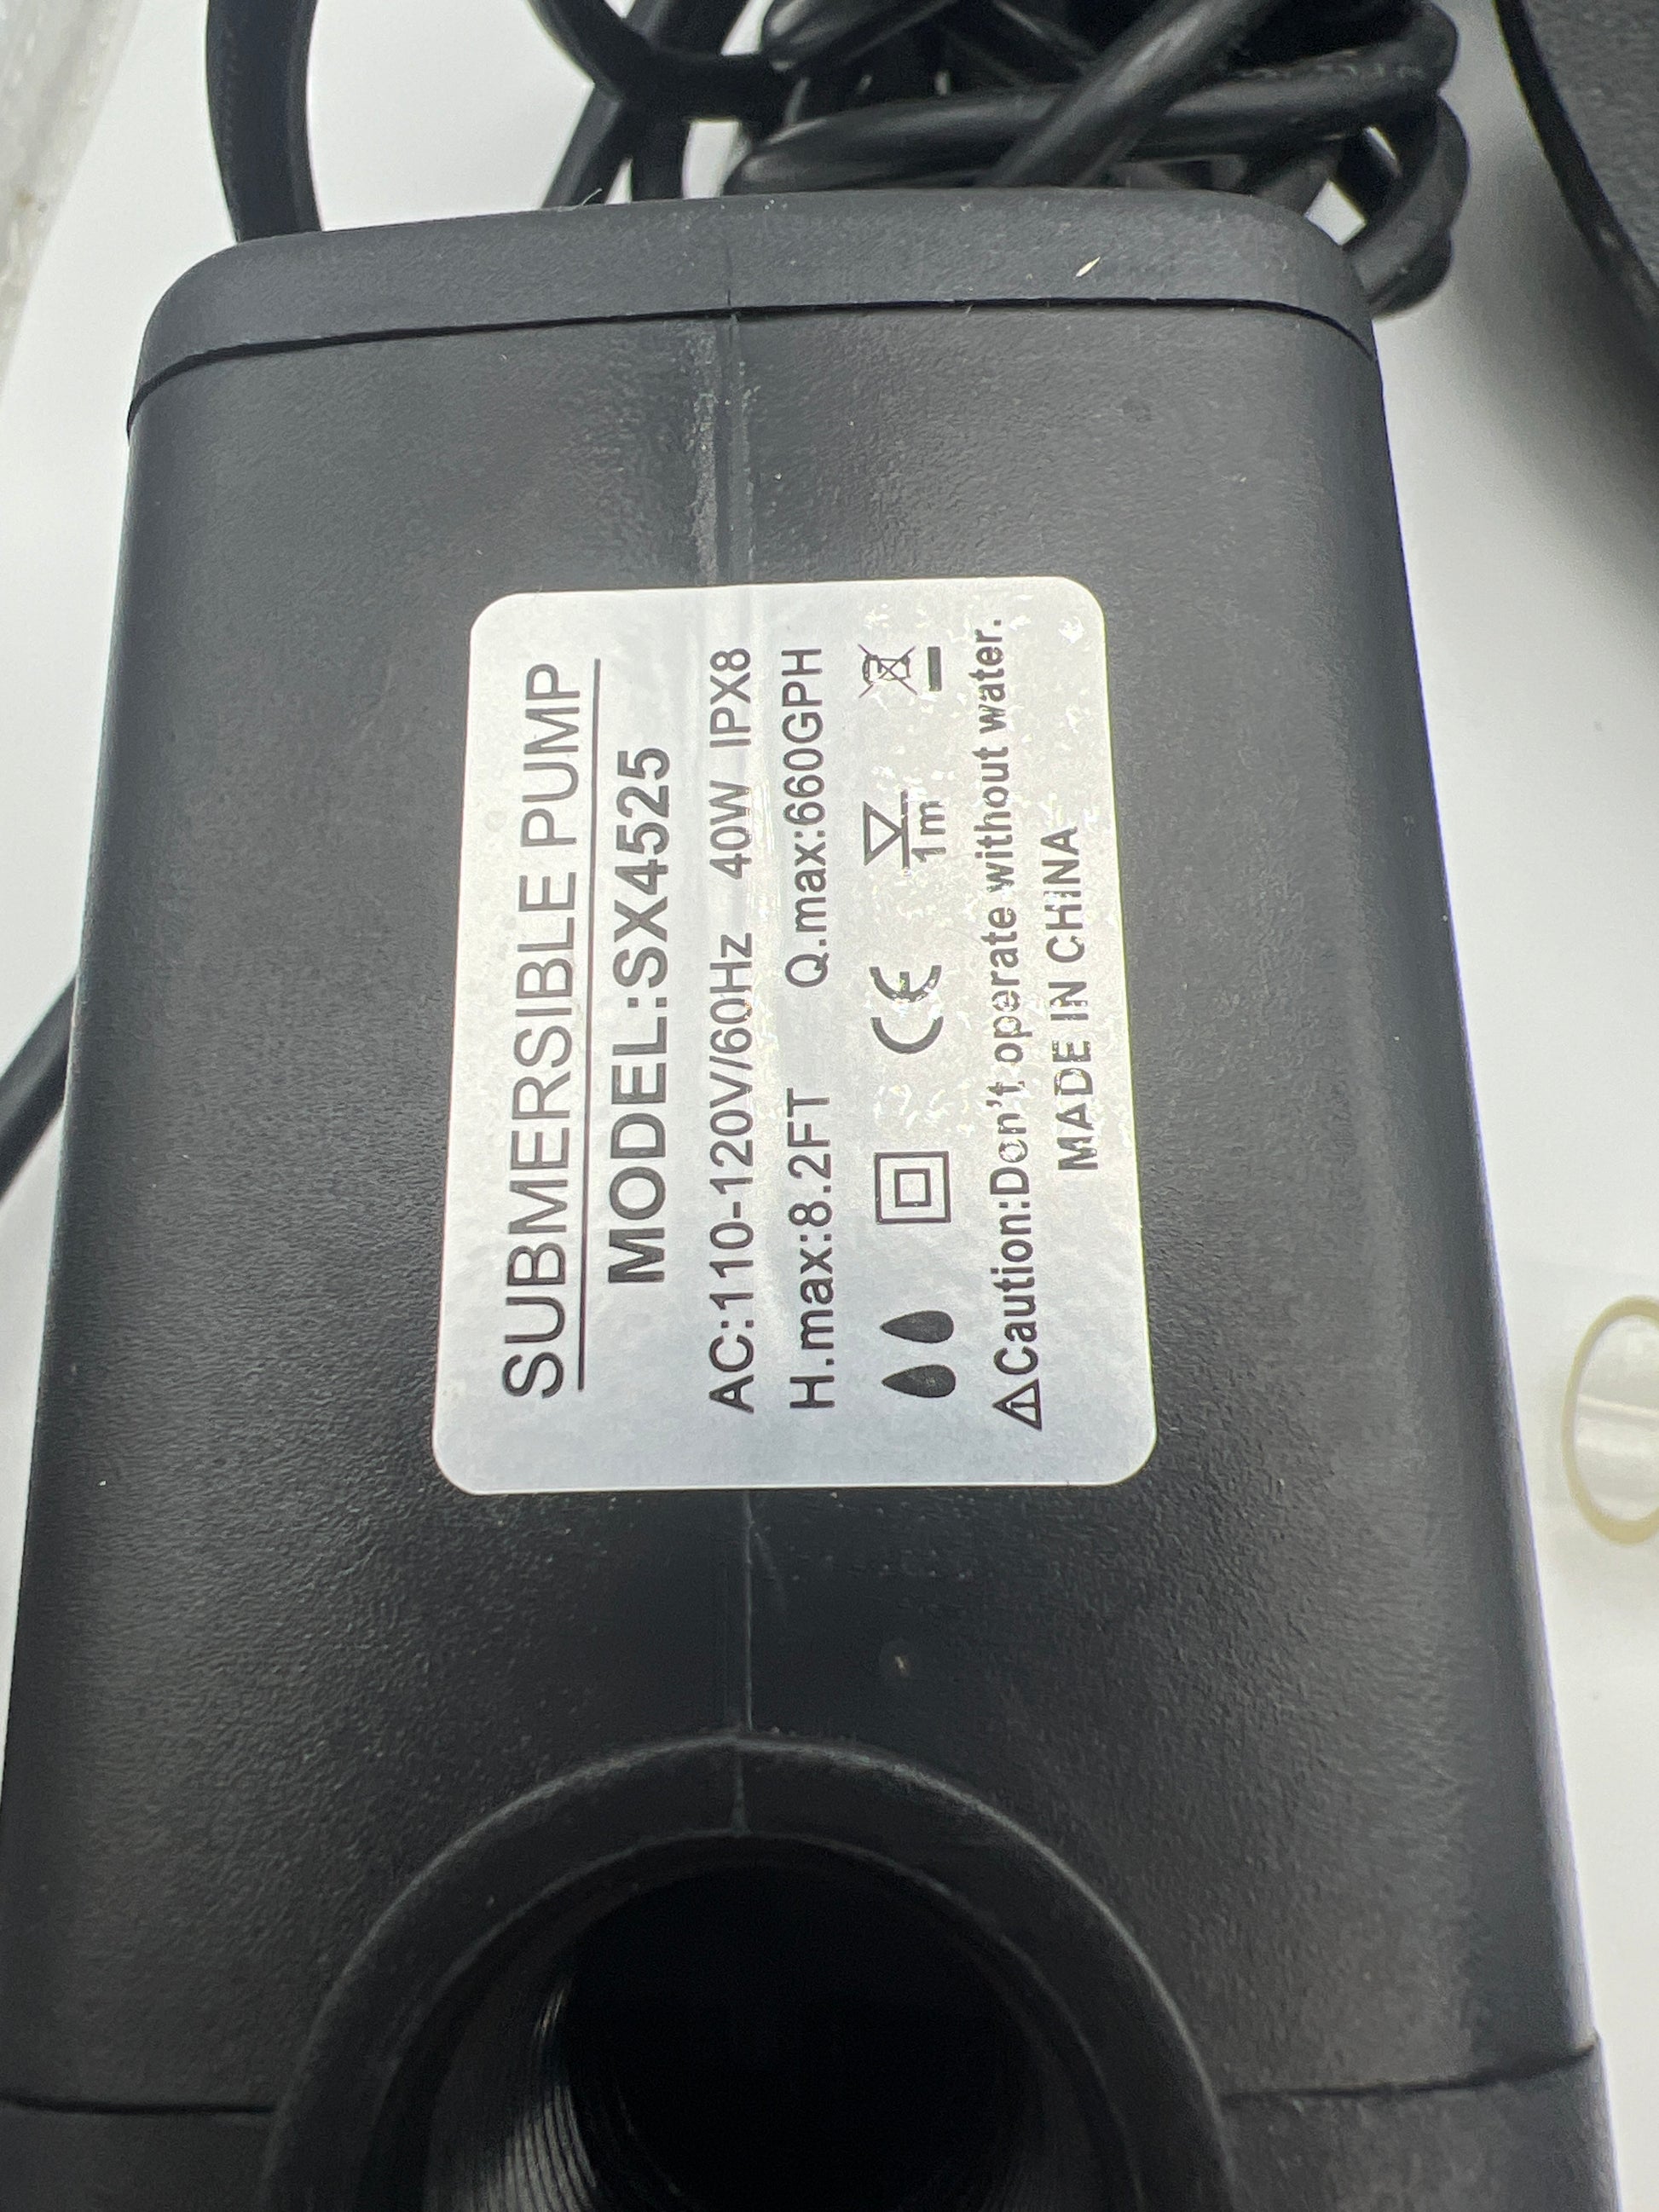 SUBMERSIBLE PUMP
MODEL:SX4525
AC:110-120V/60Hz 40W IPX8
H.max:8.2FT Q.max:660GPH
CE 1m
⚠Caution:Don't operate without water.
MADE IN CHINA